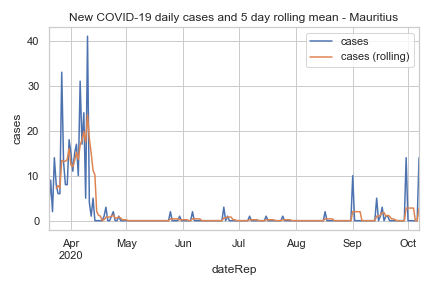 New COVID-19 daily cases and 5 day rolling mean - Mauritius
cases
cases (rolling)
40
30
20
10
0
cases
Apr
2020
May
Jun
Jul
Aug
Sep
Oct
dateRep